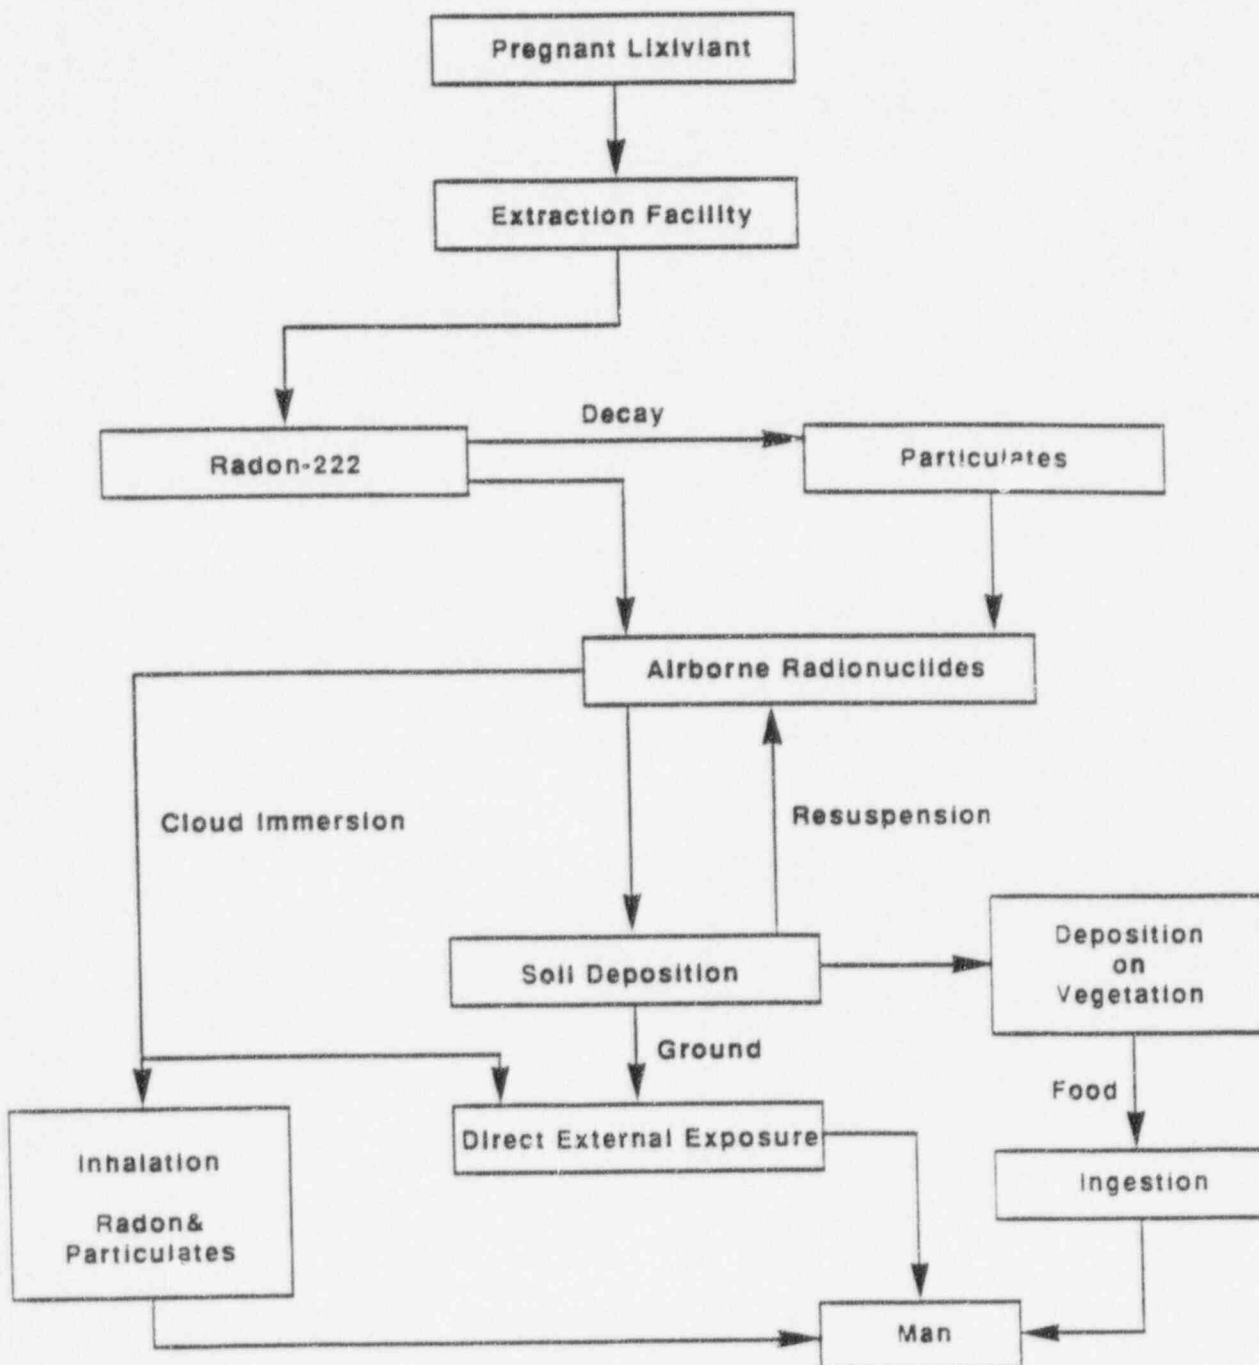 Pregnant Lixiviant
Extraction Facility
Decay
Radon-222
Particulates
Airborne Radionuclides
Cloud Immersion
Resuspension
Soil Deposition
Deposition
on
Vegetation
Ground
Food
Direct External Exposure
Inhalation
Radon&
Particulates
Ingestion
Man